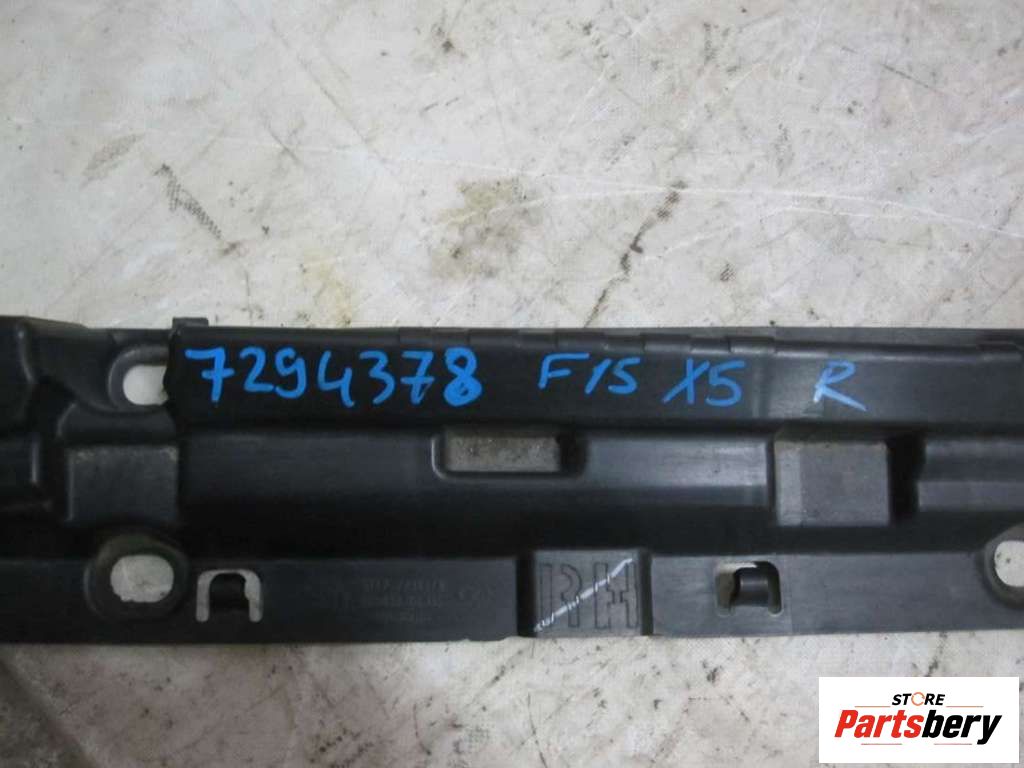 7294378 F15 X5 R
RH
STORE
Partsbery